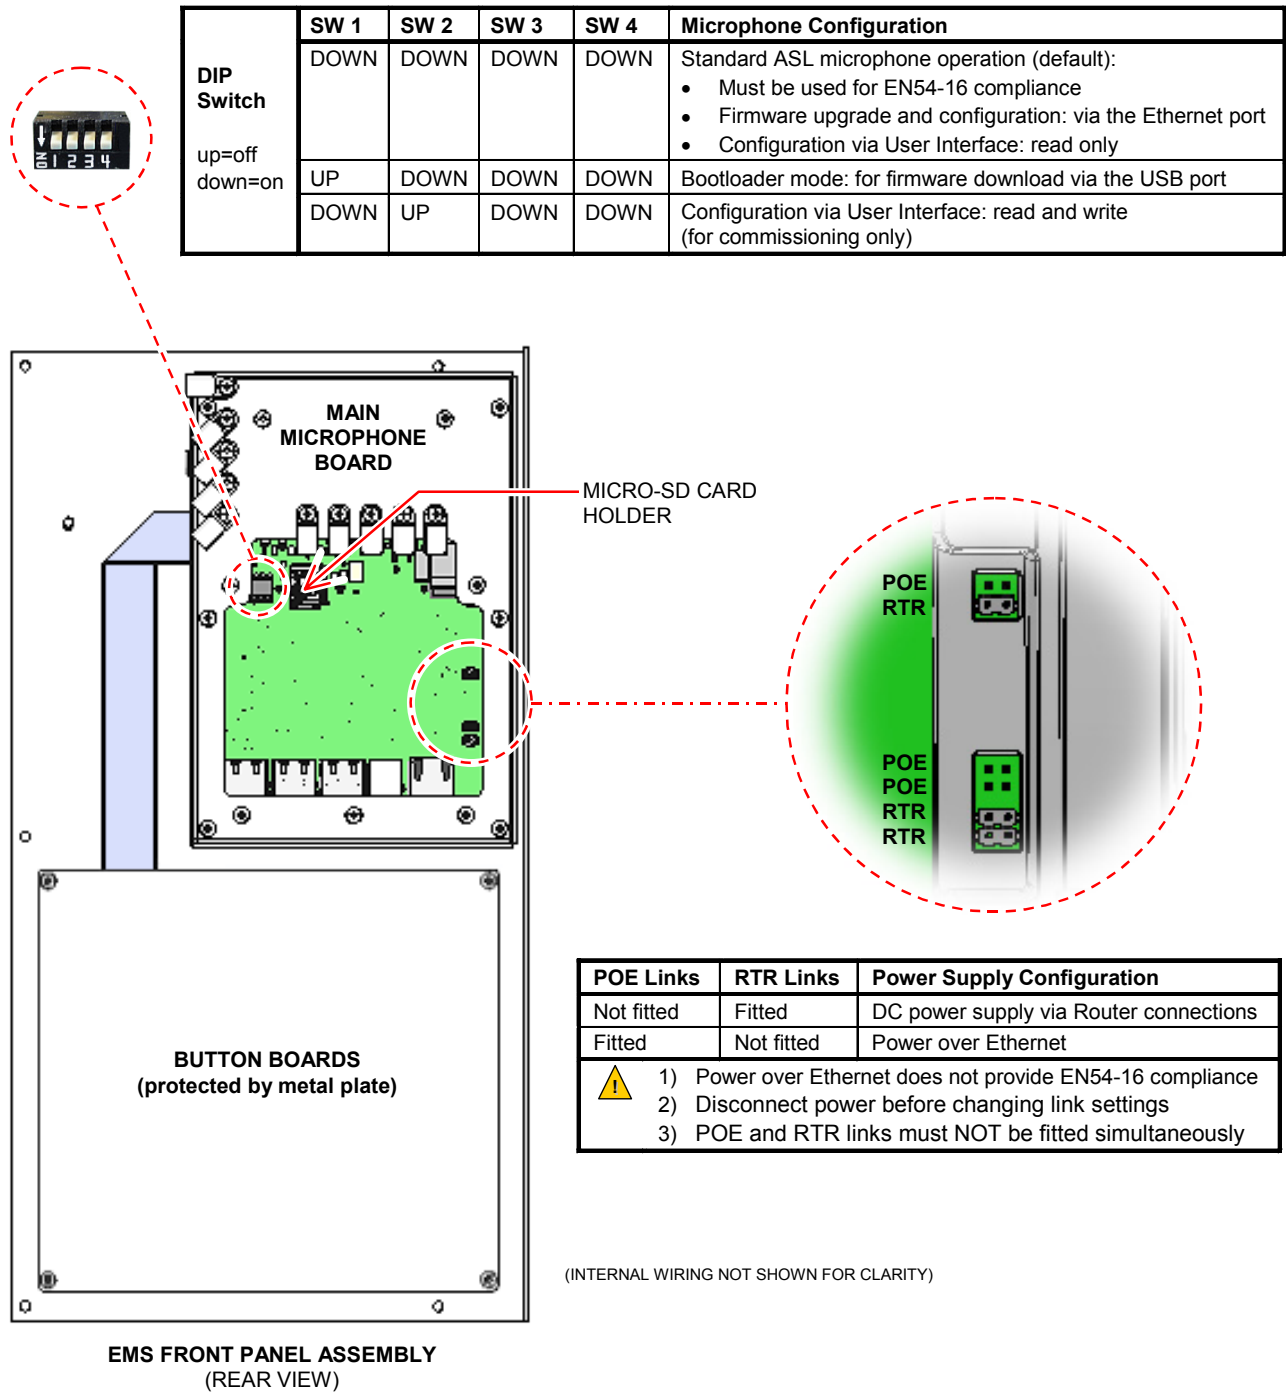 DIP
Switch
up=off
down=on
SW 1 SW 2 SW 3 SW 4 Microphone Configuration
DOWN DOWN DOWN DOWN Standard ASL microphone operation (default):
• Must be used for EN54-16 compliance
• Firmware upgrade and configuration: via the Ethernet port
• Configuration via User Interface: read only
UP DOWN DOWN DOWN Bootloader mode: for firmware download via the USB port
DOWN UP DOWN DOWN Configuration via User Interface: read and write
(for commissioning only)
ON 1 2 3 4
MAIN
MICROPHONE
BOARD
MICRO-SD CARD
HOLDER
POE
RTR
POE
POE
RTR
RTR
POE Links RTR Links Power Supply Configuration
Not fitted Fitted DC power supply via Router connections
Fitted Not fitted Power over Ethernet
! 1) Power over Ethernet does not provide EN54-16 compliance
2) Disconnect power before changing link settings
3) POE and RTR links must NOT be fitted simultaneously
BUTTON BOARDS
(protected by metal plate)
(INTERNAL WIRING NOT SHOWN FOR CLARITY)
EMS FRONT PANEL ASSEMBLY
(REAR VIEW)